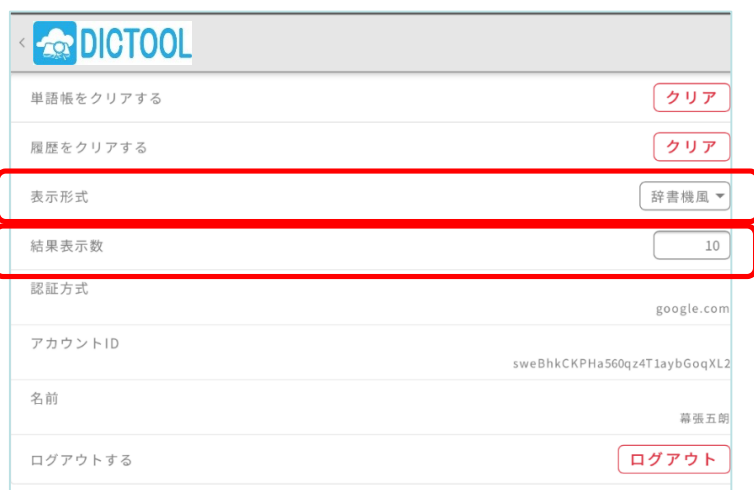 DICTOOL
単語帳をクリアする クリア
履歴をクリアする クリア
表示形式 辞書機風
結果表示数 10
認証方式
google.com
アカウントID
sweBhkCKPHa560qz4T1aybGoqXL2
名前
幕張五朗
ログアウトする ログアウト